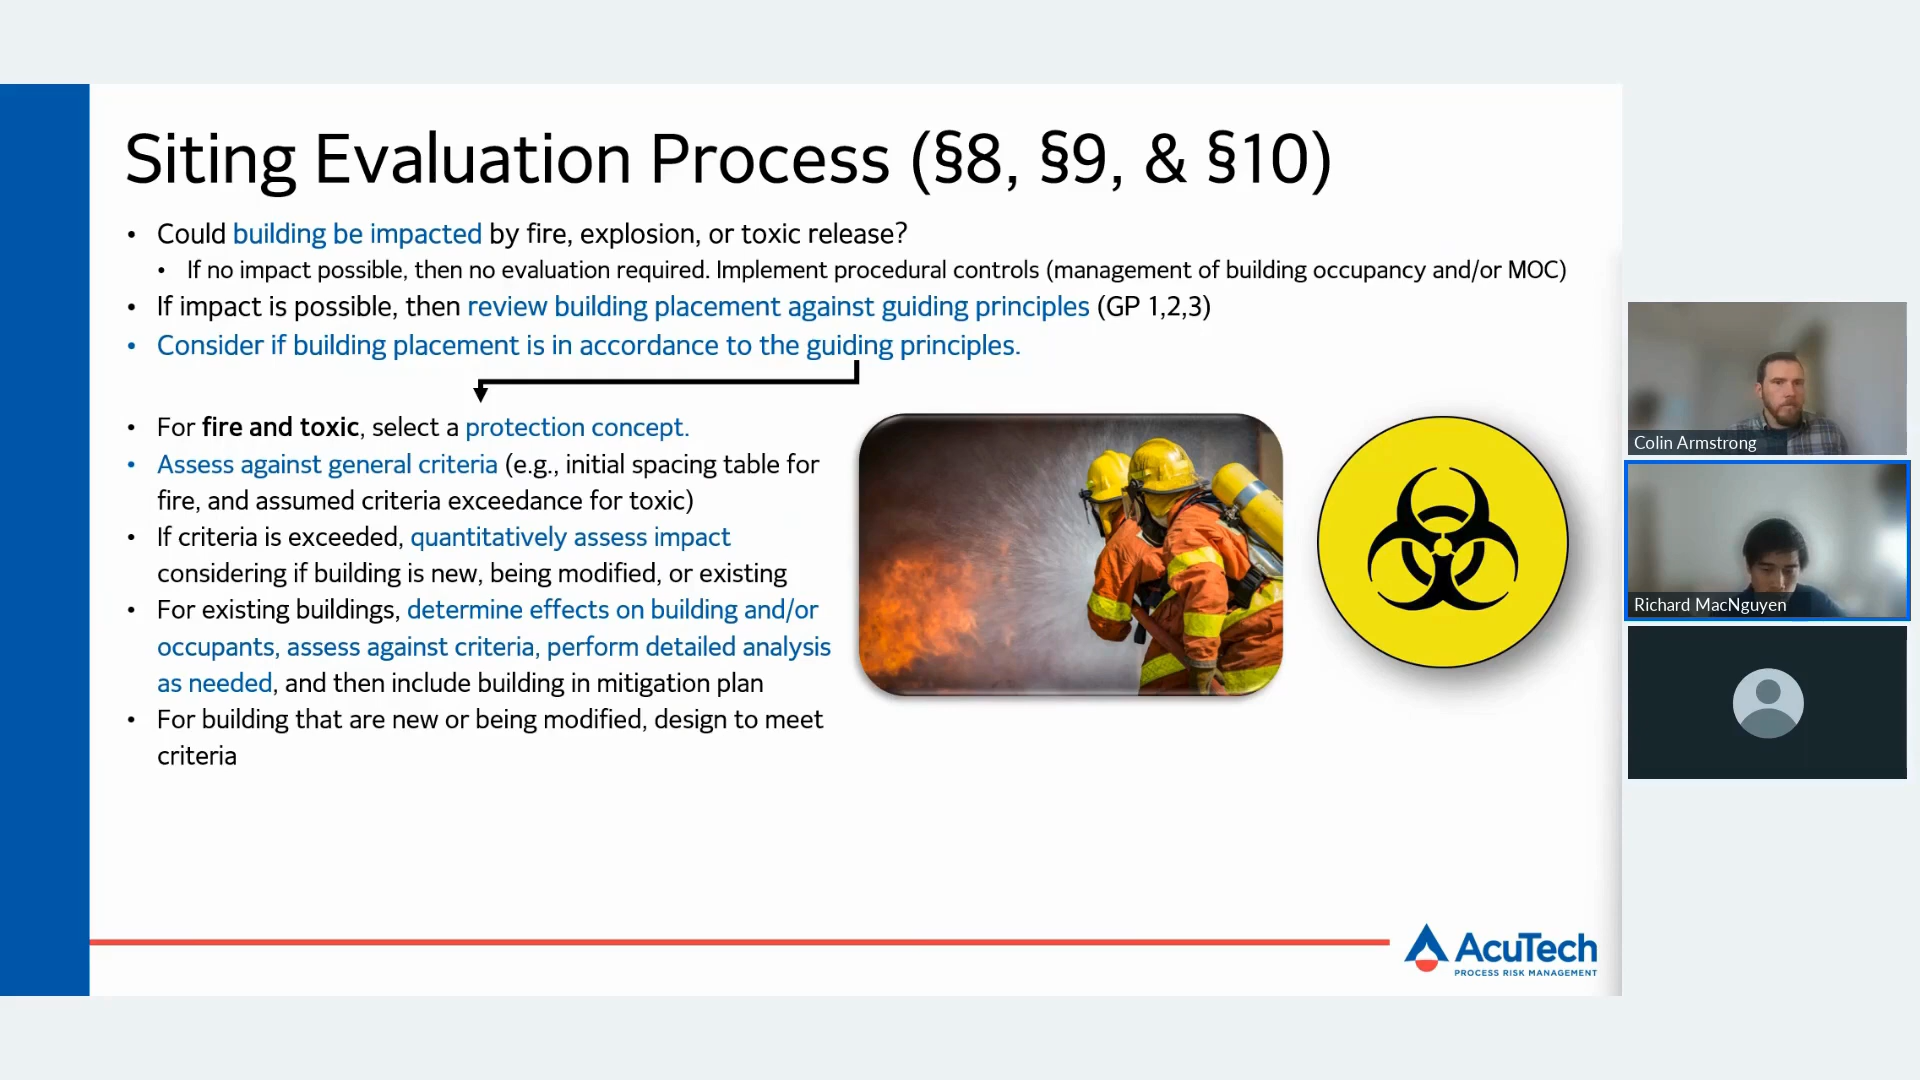 Siting Evaluation Process (§8, §9, & §10)
• Could building be impacted by fire, explosion, or toxic release?
• If no impact possible, then no evaluation required. Implement procedural controls (management of building occupancy and/or MOC)
• If impact is possible, then review building placement against guiding principles (GP 1,2,3)
• Consider if building placement is in accordance to the guiding principles.
• For fire and toxic, select a protection concept.
• Assess against general criteria (e.g., initial spacing table for
fire, and assumed criteria exceedance for toxic)
• If criteria is exceeded, quantitatively assess impact
considering if building is new, being modified, or existing
• For existing buildings, determine effects on building and/or
occupants, assess against criteria, perform detailed analysis
as needed, and then include building in mitigation plan
• For building that are new or being modified, design to meet
criteria
AcuTech
PROCESS RISK MANAGEMENT
Colin Armstrong
Richard MacNguyen